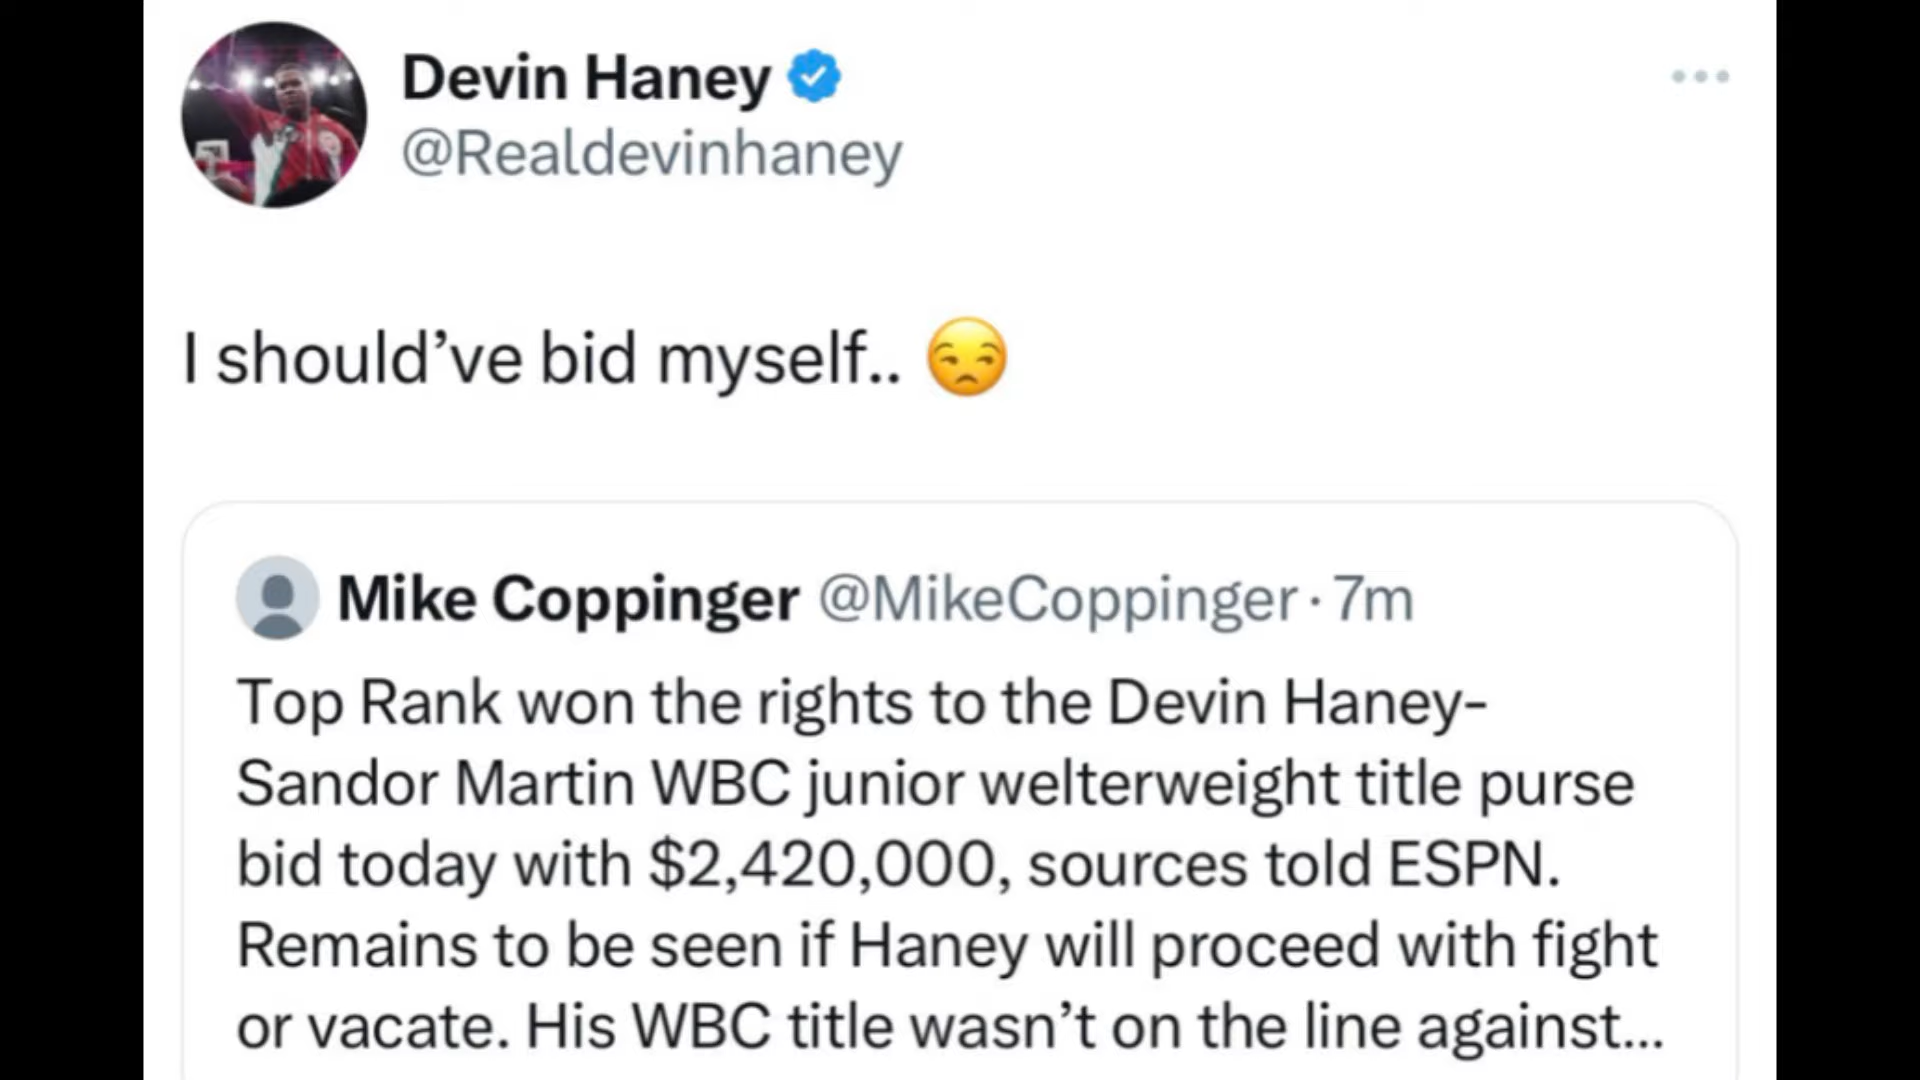 Devin Haney
@Realdevinhaney
I should’ve bid myself.. 😒
Mike Coppinger @MikeCoppinger · 7m
Top Rank won the rights to the Devin Haney-
Sandor Martin WBC junior welterweight title purse
bid today with $2,420,000, sources told ESPN.
Remains to be seen if Haney will proceed with fight
or vacate. His WBC title wasn’t on the line against...